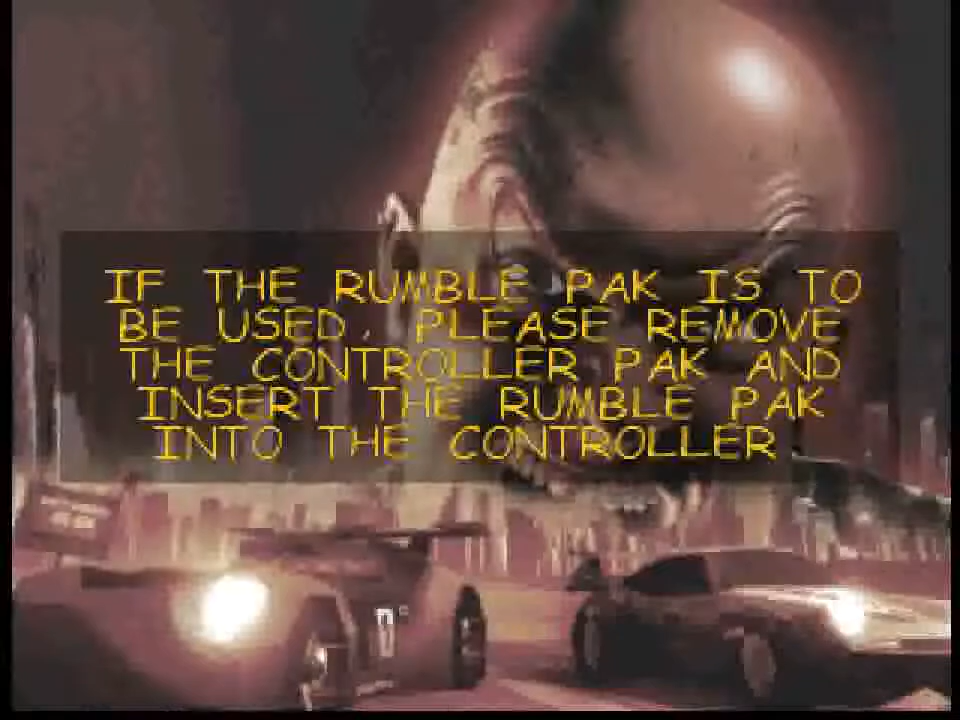 IF THE RUMBLE PAK IS TO
BE USED, PLEASE REMOVE
THE CONTROLLER PAK AND
INSERT THE RUMBLE PAK
INTO THE CONTROLLER